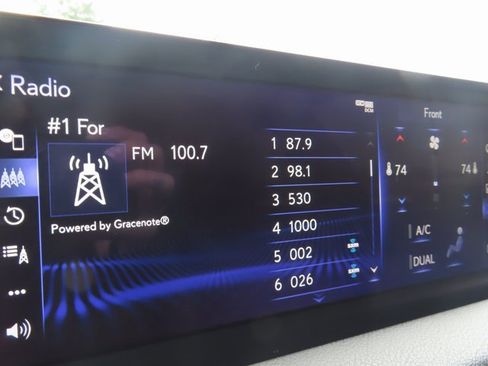 Radio
DCM
#1 For
FM 100.7
Powered by Gracenote®
1 87.9
2 98.1
3 530
4 1000
5 002
6 026
Front
74
74
A/C
DUAL